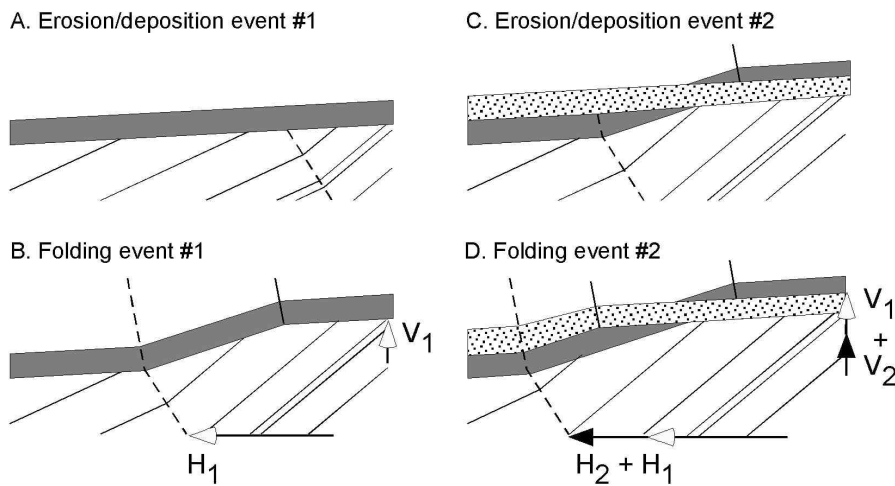 A. Erosion/deposition event #1
C. Erosion/deposition event #2
B. Folding event #1
V1
H1
D. Folding event #2
V1
+
V2
H2 + H1